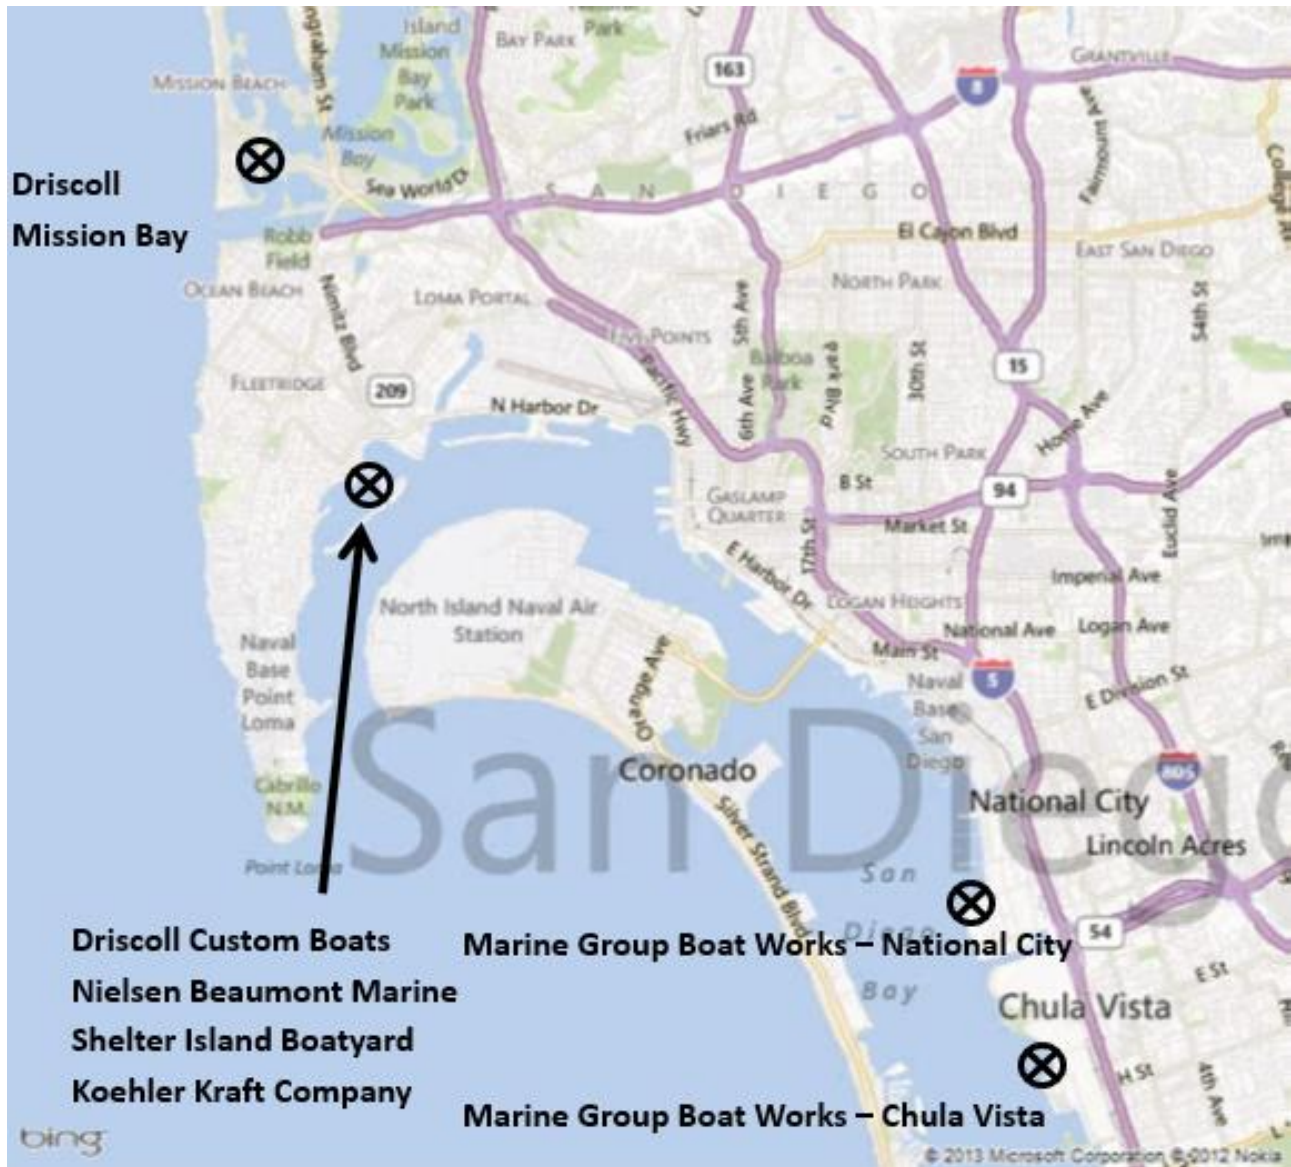 Island
Mission
Bay
Park
BAY PARK
Park
163
GRANTVILLE
8
MISSION BEACH
Ingraham St
Mission
Bay
Friars Rd
Fairmount Ave
Driscoll
Mission Bay
Sea World Dr
SAN DIEGO
College
Robb
Field
El Cajon Blvd
EAST SAN DIEGO
OCEAN BEACH
LOMA PORTAL
NORTH PARK
Nimitz Blvd
5th Ave
54th St
FIVE POINTS
Balboa
Park
Park Blvd
30th St
15
FLEETRIDGE
209
Pacific Hwy
6th Ave
N Harbor Dr
Home Ave
SOUTH PARK
B St
94
GASLAMP
QUARTER
Market St
Euclid Ave
17th St
E Harbor Dr
Imperial Ave
North Island Naval Air
Station
LOGAN HEIGHTS
National Ave
Logan Ave
Main St
Naval
Base
Point
Loma
Orange Ave
5
Naval
Base
San
Diego
E Division St
San Diego
Coronado
805
Cabrillo
N.M.
National City
Silver Strand Blvd
Lincoln Acres
Point Loma
San
Diego
Bay
54
Driscoll Custom Boats
Nielsen Beaumont Marine
Shelter Island Boatyard
Koehler Kraft Company
Marine Group Boat Works – National City
E St
Chula Vista
H St
4th Ave
Marine Group Boat Works – Chula Vista
bing
© 2013 Microsoft Corporation © 2012 Nokia